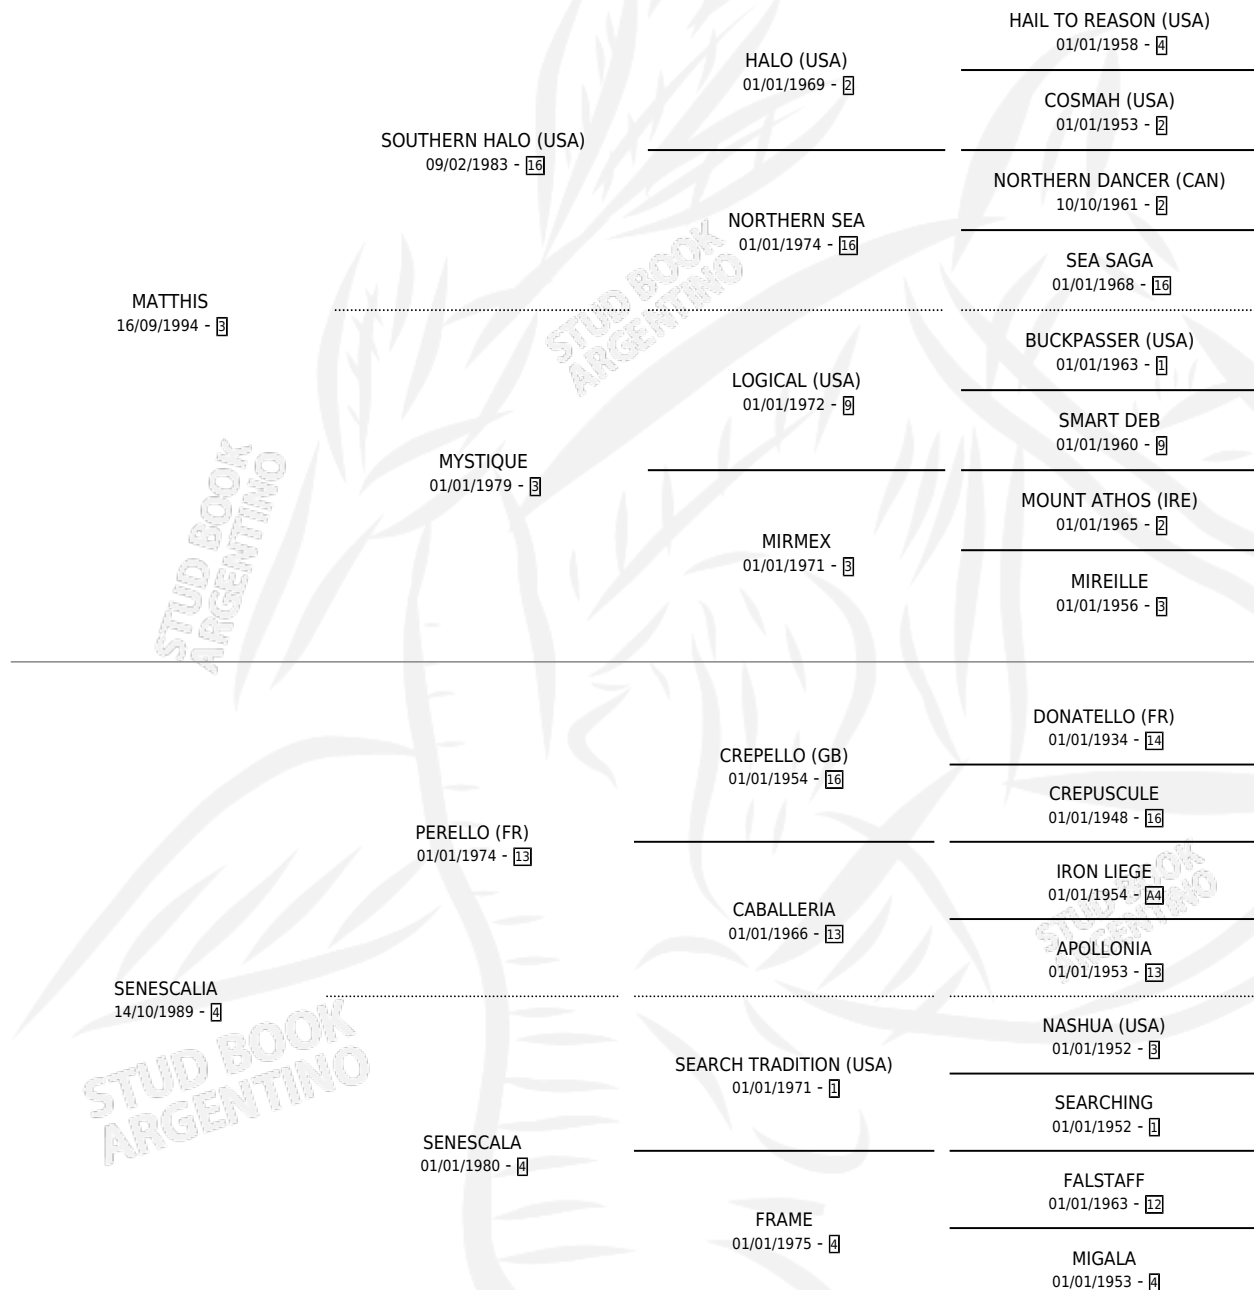 HAIL TO REASON (USA)
01/01/1958 - 4
HALO (USA)
01/01/1969 - 2
COSMAH (USA)
01/01/1953 - 2
SOUTHERN HALO (USA)
09/02/1983 - 16
NORTHERN DANCER (CAN)
10/10/1961 - 2
NORTHERN SEA
01/01/1974 - 16
SEA SAGA
01/01/1968 - 16
MATTHIS
16/09/1994 - 3
BUCKPASSER (USA)
01/01/1963 - 1
LOGICAL (USA)
01/01/1972 - 9
SMART DEB
01/01/1960 - 9
MYSTIQUE
01/01/1979 - 3
MOUNT ATHOS (IRE)
01/01/1965 - 2
MIRMEX
01/01/1971 - 3
MIREILLE
01/01/1956 - 3
DONATELLO (FR)
01/01/1934 - 14
CREPELLO (GB)
01/01/1954 - 16
CREPUSCULE
01/01/1948 - 16
PERELLO (FR)
01/01/1974 - 13
IRON LIEGE
01/01/1954 - A4
CABALLERIA
01/01/1966 - 13
APOLLONIA
01/01/1953 - 13
SENESCALIA
14/10/1989 - 4
NASHUA (USA)
01/01/1952 - 3
SEARCH TRADITION (USA)
01/01/1971 - 1
SEARCHING
01/01/1952 - 1
SENESCALA
01/01/1980 - 4
FALSTAFF
01/01/1963 - 12
FRAME
01/01/1975 - 4
MIGALA
01/01/1953 - 4
STUD BOOK
ARGENTINO
STUD BOOK
ARGENTINO
STUD BOOK
ARGENTINO
STUD BOOK
ARGENTINO